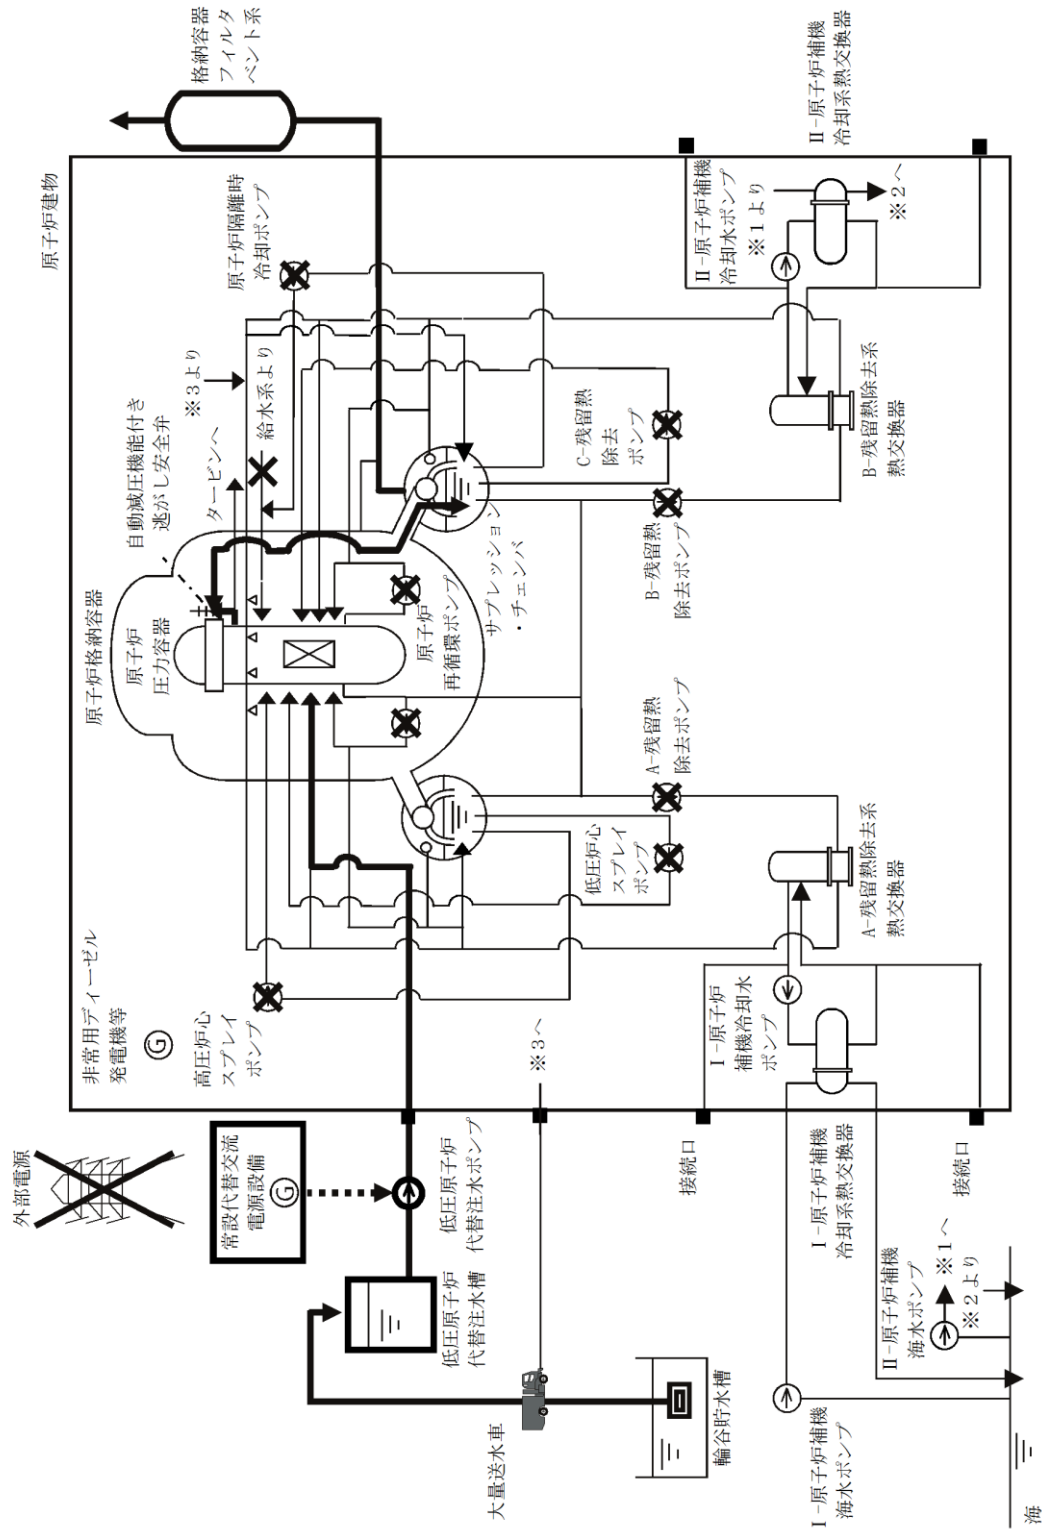 外部電源
常設代替交流
電源設備
G
低圧原子炉
代替注水槽
低圧原子炉
代替注水ポンプ
大量送水車
輪谷貯水槽
非常用ディーゼル
発電機等
G
高圧炉心
スプレイ
ポンプ
※3へ
接続口
接続口
原子炉建物
原子炉格納容器
原子炉
圧力容器
自動減圧機能付き
逃がし安全弁
タービンへ
※3より
給水系より
原子炉隔離時
冷却ポンプ
格納容器
フィルタ
ベント系
原子炉
再循環ポンプ
サプレッション
・チェンバ
低圧炉心
スプレイ
ポンプ
A-残留熱
除去ポンプ
B-残留熱
除去ポンプ
C-残留熱
除去
ポンプ
A-残留熱除去系
熱交換器
B-残留熱除去系
熱交換器
Ⅰ-原子炉
補機冷却水
ポンプ
Ⅰ-原子炉補機
冷却系熱交換器
Ⅰ-原子炉補機
海水ポンプ
Ⅱ-原子炉補機
海水ポンプ
※1へ
※2より
Ⅱ-原子炉補機
冷却水ポンプ
※1より
※2へ
Ⅱ-原子炉補機
冷却系熱交換器
海